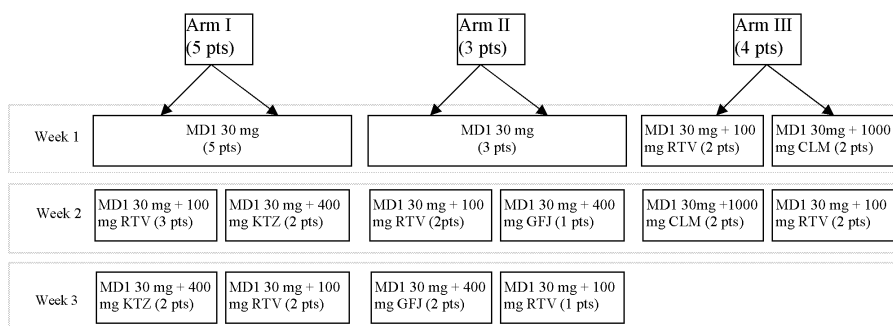 Arm I
(5 pts)
Arm II
(3 pts)
Arm III
(4 pts)
Week 1
MD1 30 mg
(5 pts)
MD1 30 mg
(3 pts)
MD1 30 mg + 100
mg RTV (2 pts)
MD1 30mg + 1000
mg CLM (2 pts)
Week 2
MD1 30 mg + 100
mg RTV (3 pts)
MD1 30 mg + 400
mg KTZ (2 pts)
MD1 30 mg + 100
mg RTV (2pts)
MD1 30 mg + 400
mg GFJ (1 pts)
MD1 30mg +1000
mg CLM (2 pts)
MD1 30 mg + 100
mg RTV (2 pts)
Week 3
MD1 30 mg + 400
mg KTZ (2 pts)
MD1 30 mg + 100
mg RTV (2 pts)
MD1 30 mg + 400
mg GFJ (2 pts)
MD1 30 mg + 100
mg RTV (1 pts)